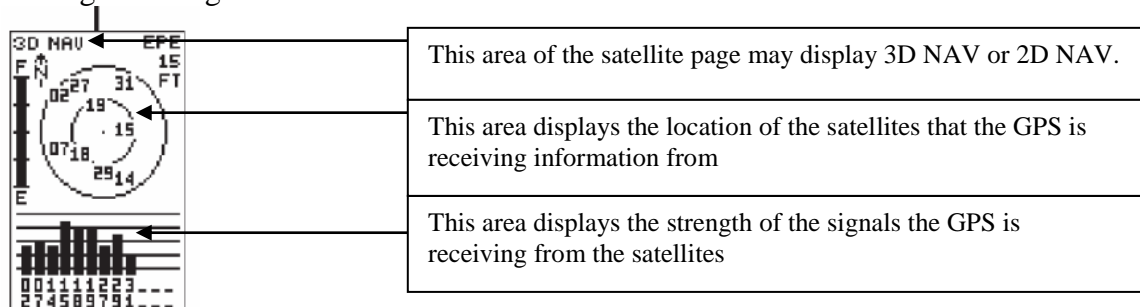 3D NAV EPE
15
FT
F
N
02 27 31
19
15
07 18
29 14
E
001111223---
274589791---
This area of the satellite page may display 3D NAV or 2D NAV.
This area displays the location of the satellites that the GPS is
receiving information from
This area displays the strength of the signals the GPS is
receiving from the satellites